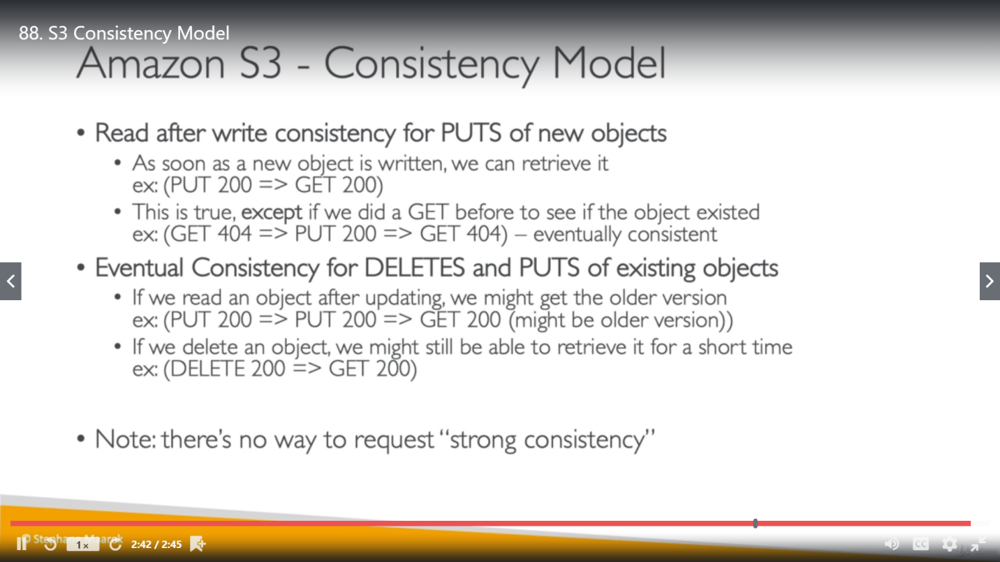 88. S3 Consistency Model
Amazon S3 - Consistency Model
• Read after write consistency for PUTS of new objects
• As soon as a new object is written, we can retrieve it
ex: (PUT 200 => GET 200)
• This is true, except if we did a GET before to see if the object existed
ex: (GET 404 => PUT 200 => GET 404) – eventually consistent
• Eventual Consistency for DELETES and PUTS of existing objects
• If we read an object after updating, we might get the older version
ex: (PUT 200 => PUT 200 => GET 200 (might be older version))
• If we delete an object, we might still be able to retrieve it for a short time
ex: (DELETE 200 => GET 200)
• Note: there's no way to request “strong consistency”
© Stephane Maarek
1x
2:42 / 2:45
CC